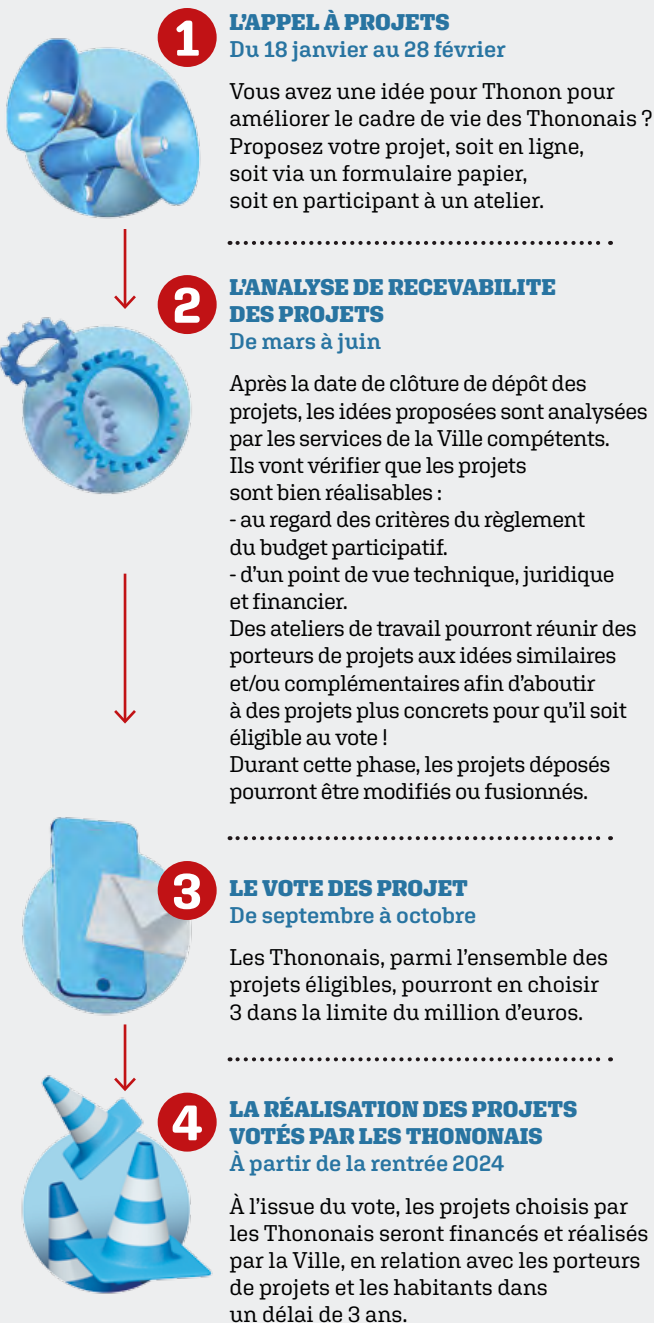 1
L'APPEL À PROJETS
Du 18 janvier au 28 février
Vous avez une idée pour Thonon pour
améliorer le cadre de vie des Thononais ?
Proposez votre projet, soit en ligne,
soit via un formulaire papier,
soit en participant à un atelier.
2
L'ANALYSE DE RECEVABILITE
DES PROJETS
De mars à juin
Après la date de clôture de dépôt des
projets, les idées proposées sont analysées
par les services de la Ville compétents.
Ils vont vérifier que les projets
sont bien réalisables :
- au regard des critères du règlement
du budget participatif.
- d'un point de vue technique, juridique
et financier.
Des ateliers de travail pourront réunir des
porteurs de projets aux idées similaires
et/ou complémentaires afin d'aboutir
à des projets plus concrets pour qu'il soit
éligible au vote !
Durant cette phase, les projets déposés
pourront être modifiés ou fusionnés.
3
LE VOTE DES PROJET
De septembre à octobre
Les Thononais, parmi l'ensemble des
projets éligibles, pourront en choisir
3 dans la limite du million d'euros.
4
LA RÉALISATION DES PROJETS
VOTÉS PAR LES THONONAIS
À partir de la rentrée 2024
À l'issue du vote, les projets choisis par
les Thononais seront financés et réalisés
par la Ville, en relation avec les porteurs
de projets et les habitants dans
un délai de 3 ans.